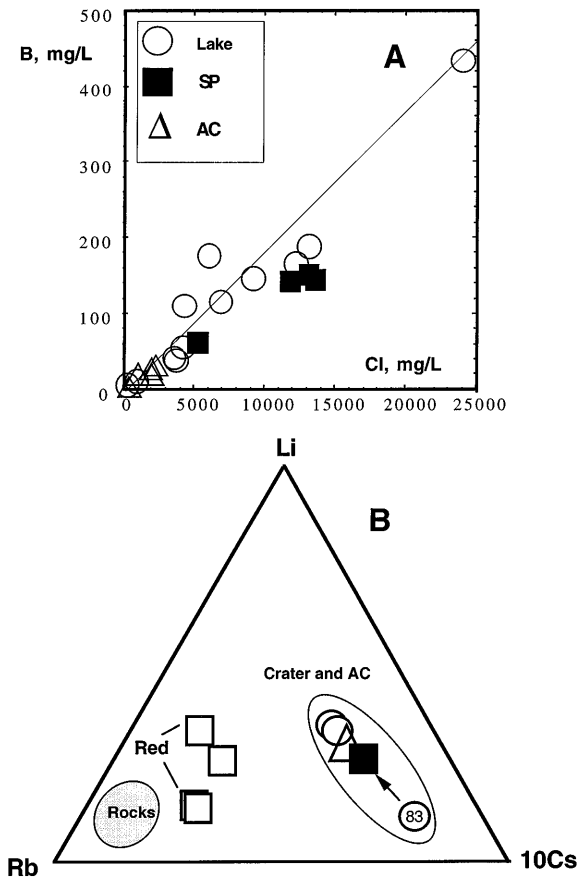 500
B, mg/L
A
Lake
400
SP
AC
300
200
100
Cl, mg/L
0
0 5000 10000 15000 20000 25000
Li
B
Crater and AC
Red
Rocks
83
Rb 10Cs